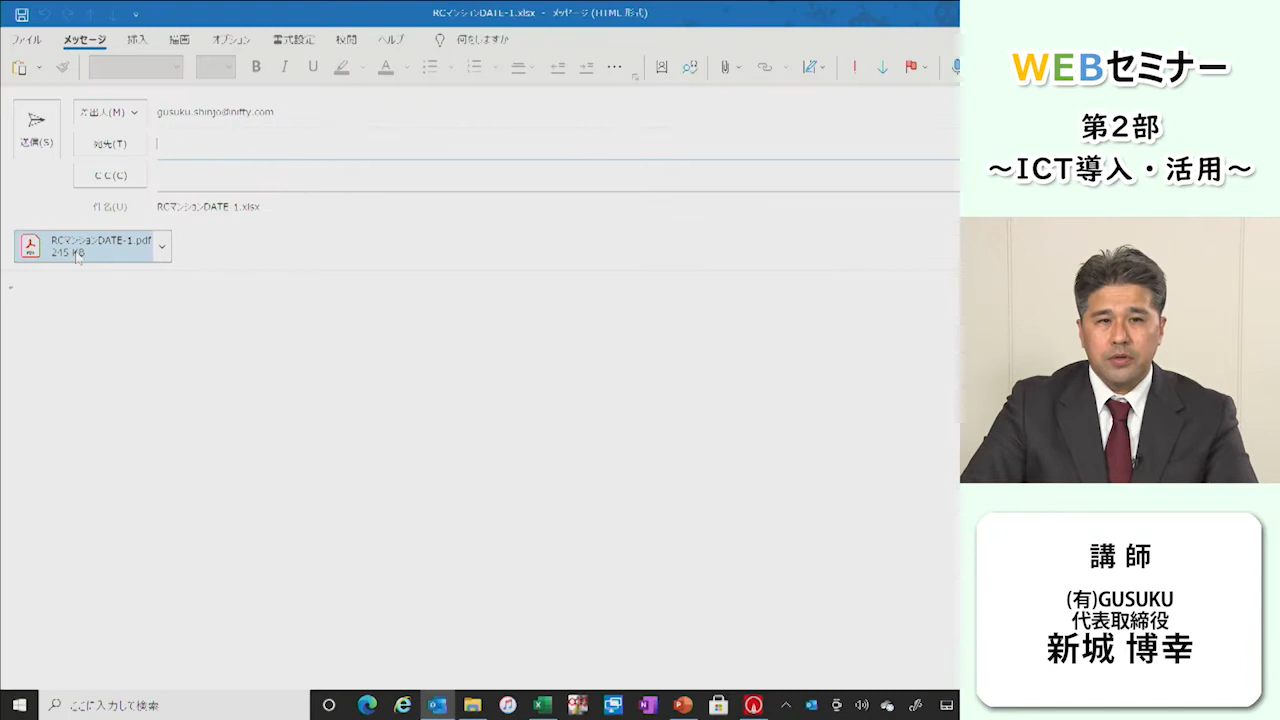 RCマンションDATE-1.xlsx - メッセージ (HTML 形式)
ファイル メッセージ 挿入 描画 オプション 書式設定 校閲 ヘルプ 何をしますか
B I U
差出人(M) gusuku.shinjo@nifty.com
送信(S)
宛先(T)
C C(C)
件名(U) RCマンションDATE-1.xlsx
RCマンションDATE-1.pdf
245 KB
ここに入力して検索
WEBセミナー
第2部
～ICT導入・活用～
講 師
(有)GUSUKU
代表取締役
新城 博幸